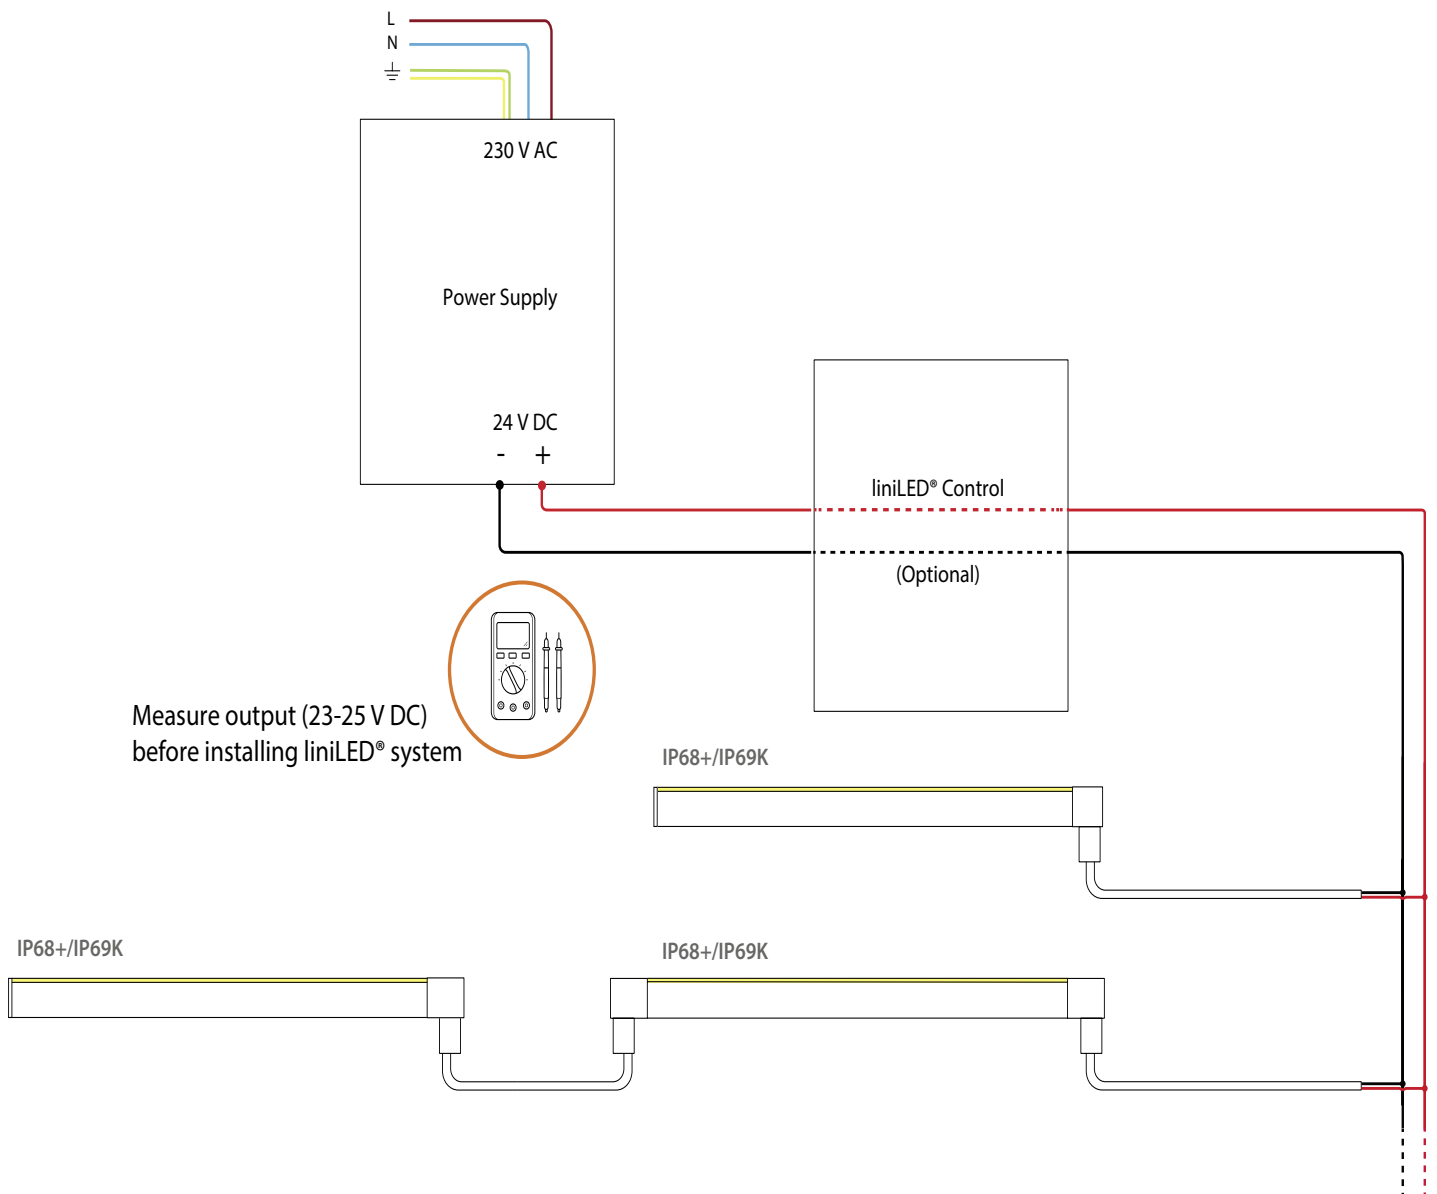 L
N
230 V AC
Power Supply
24 V DC
- +
liniLED® Control
(Optional)
Measure output (23-25 V DC)
before installing liniLED® system
IP68+/IP69K
IP68+/IP69K
IP68+/IP69K